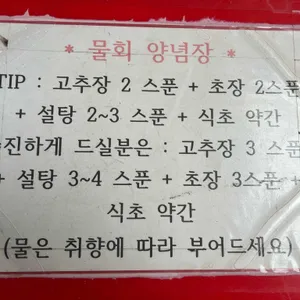 * 물회 양념장 *
TIP : 고추장 2 스푼 + 초장 2스푼
+ 설탕 2~3 스푼 + 식초 약간
진하게 드실분은 : 고추장 3 스푼
+ 설탕 3~4 스푼 + 초장 3스푼 +
식초 약간
(물은 취향에 따라 부어드세요)